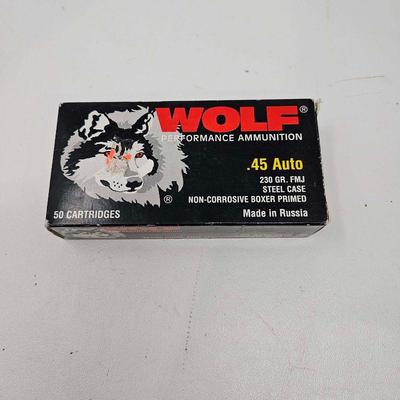 WOLF®
PERFORMANCE AMMUNITION
.45 Auto
230 GR. FMJ
STEEL CASE
NON-CORROSIVE BOXER PRIMED
Made in Russia
®
50 CARTRIDGES